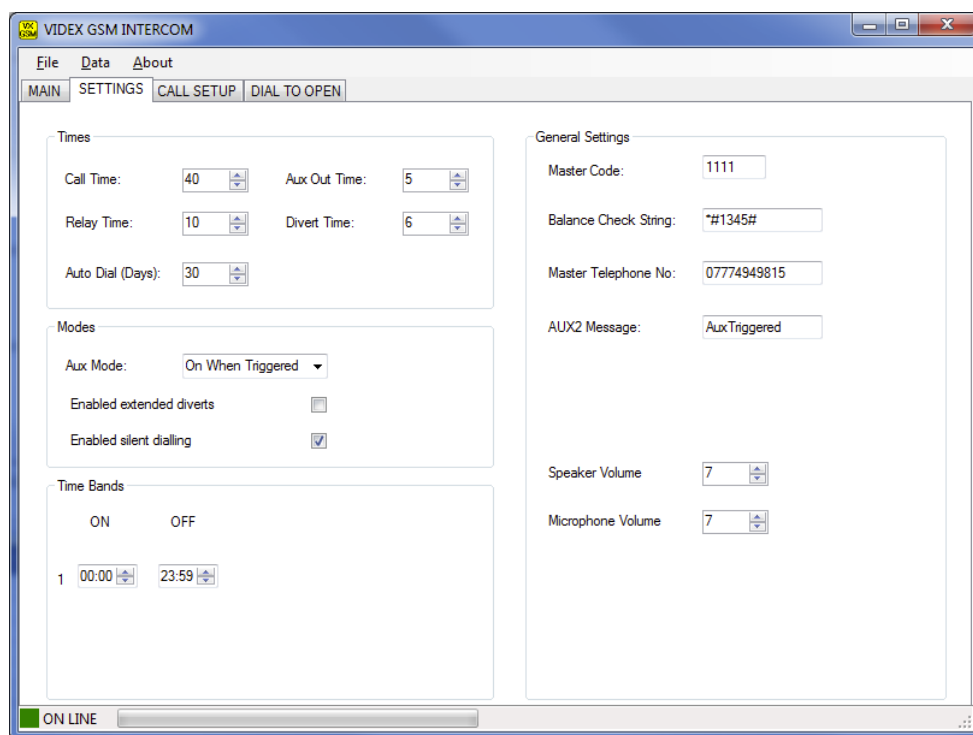 VX GSM VIDEX GSM INTERCOM
File Data About
MAIN SETTINGS CALL SETUP DIAL TO OPEN
Times
Call Time: 40 Aux Out Time: 5
Relay Time: 10 Divert Time: 6
Auto Dial (Days): 30
Modes
Aux Mode: On When Triggered
Enabled extended diverts
Enabled silent dialling
Time Bands
ON OFF
1 00:00 23:59
General Settings
Master Code: 1111
Balance Check String: *#1345#
Master Telephone No: 07774949815
AUX2 Message: AuxTriggered
Speaker Volume 7
Microphone Volume 7
ON LINE